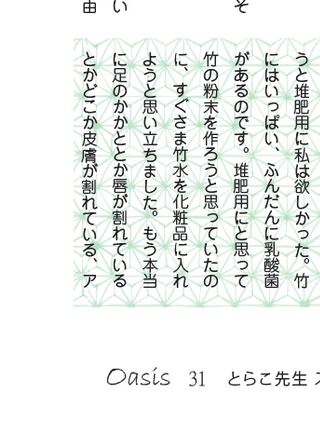 そ
い
由
うと堆肥用に私は欲しかった。竹
にはいっぱい、ふんだんに乳酸菌
があるのです。堆肥用にと思って
竹の粉末を作ろうと思っていたの
に、すぐさま竹水を化粧品に入れ
ようと思い立ちました。もう本当
に足のかかととか唇が割れている
とかどこか皮膚が割れている、ア
Oasis 31 とらこ先生